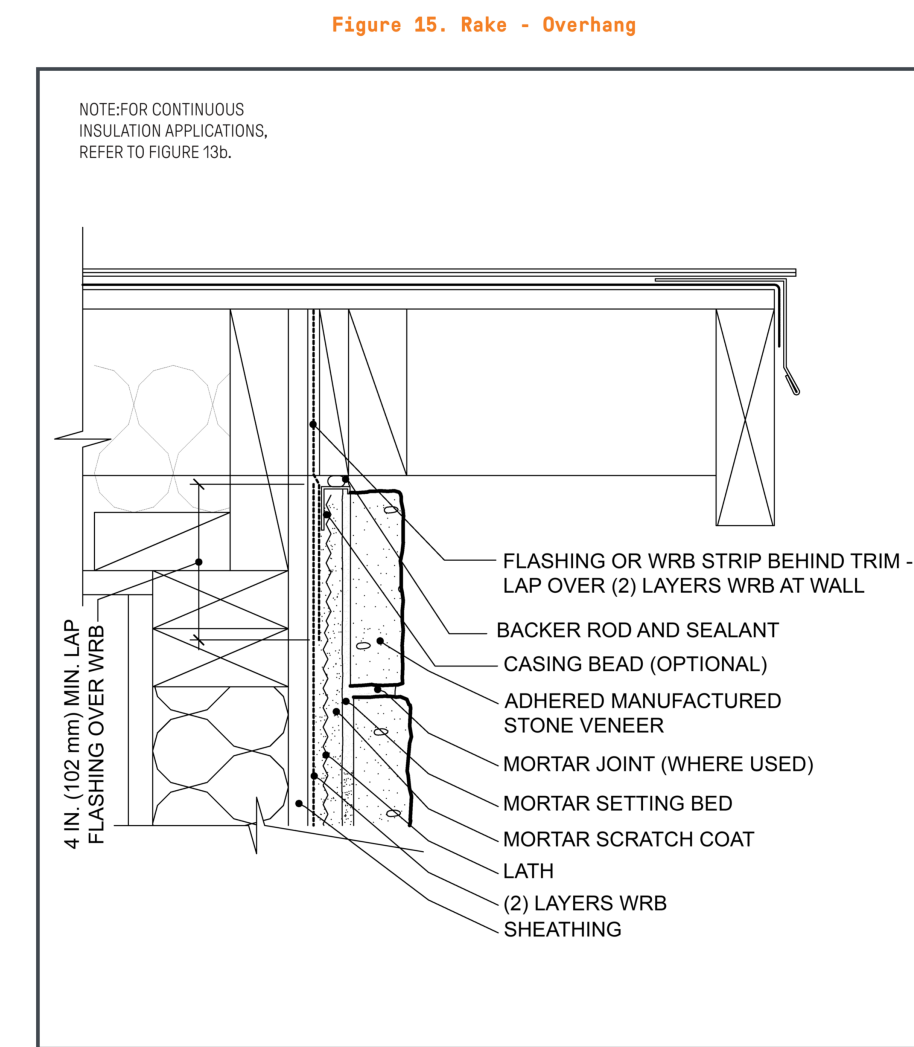 Figure 15. Rake - Overhang
NOTE:FOR CONTINUOUS
INSULATION APPLICATIONS,
REFER TO FIGURE 13b.
FLASHING OR WRB STRIP BEHIND TRIM -
LAP OVER (2) LAYERS WRB AT WALL
BACKER ROD AND SEALANT
CASING BEAD (OPTIONAL)
ADHERED MANUFACTURED
STONE VENEER
MORTAR JOINT (WHERE USED)
MORTAR SETTING BED
MORTAR SCRATCH COAT
LATH
(2) LAYERS WRB
SHEATHING
4 IN. (102 mm) MIN. LAP
FLASHING OVER WRB